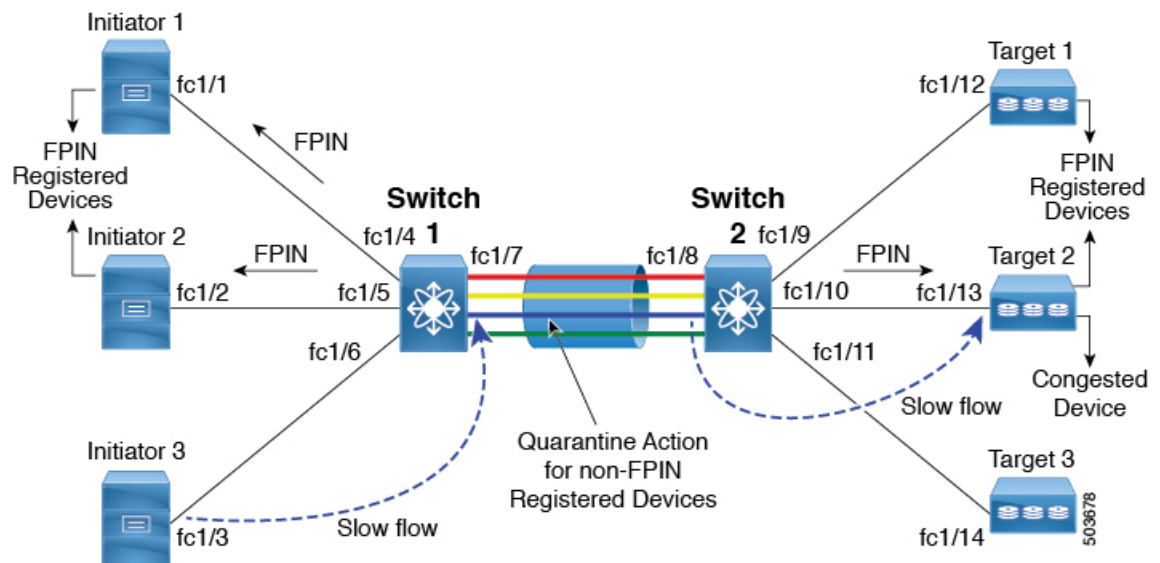 Initiator 1
fc1/1
FPIN
Registered
Devices
FPIN
Initiator 2
fc1/2
FPIN
Initiator 3
fc1/3
Slow flow
Switch
1
fc1/4
fc1/5
fc1/6
fc1/7
fc1/8
Quarantine Action
for non-FPIN
Registered Devices
Switch
2
fc1/9
fc1/10
fc1/11
FPIN
Slow flow
Target 1
fc1/12
FPIN
Registered
Devices
Target 2
fc1/13
Congested
Device
Target 3
fc1/14
503678